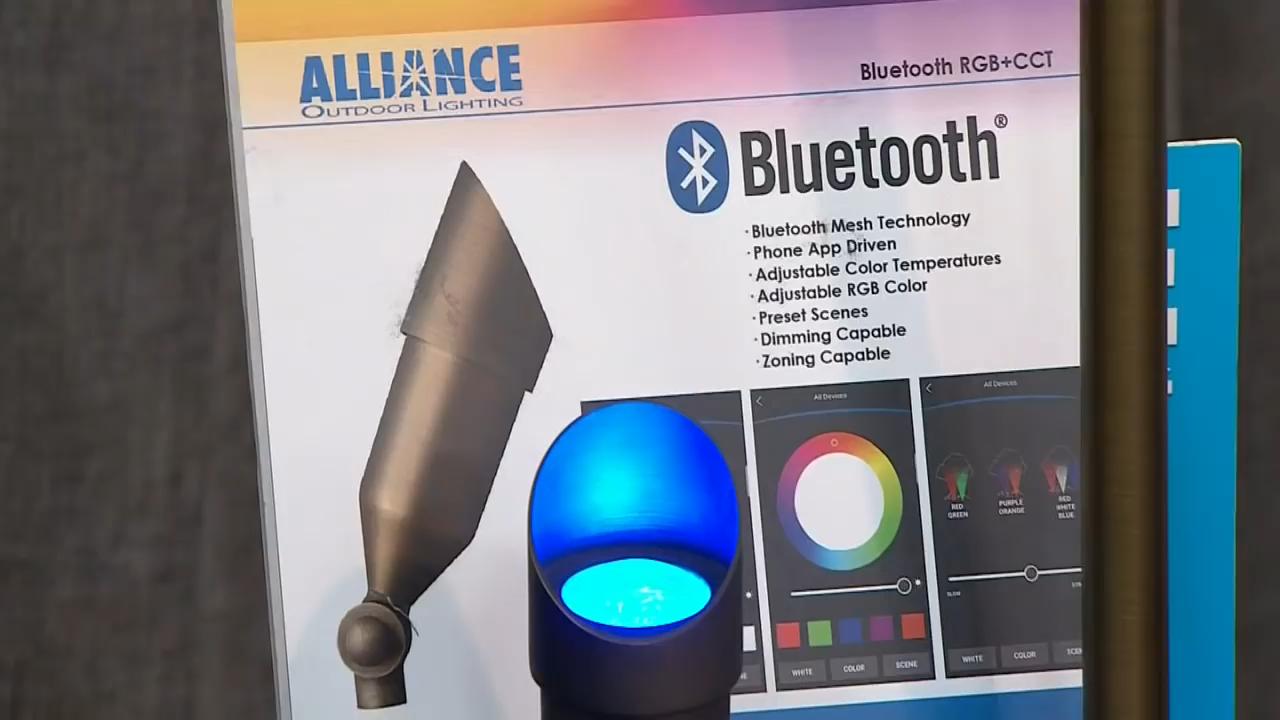 ALLIANCE
OUTDOOR LIGHTING
Bluetooth RGB+CCT
Bluetooth®
· Bluetooth Mesh Technology
· Phone App Driven
· Adjustable Color Temperatures
· Adjustable RGB Color
· Preset Scenes
· Dimming Capable
· Zoning Capable
All Devices
WHITE COLOR SCENE
All Devices
RED GREEN
PURPLE ORANGE
RED WHITE BLUE
SLOW
WHITE COLOR